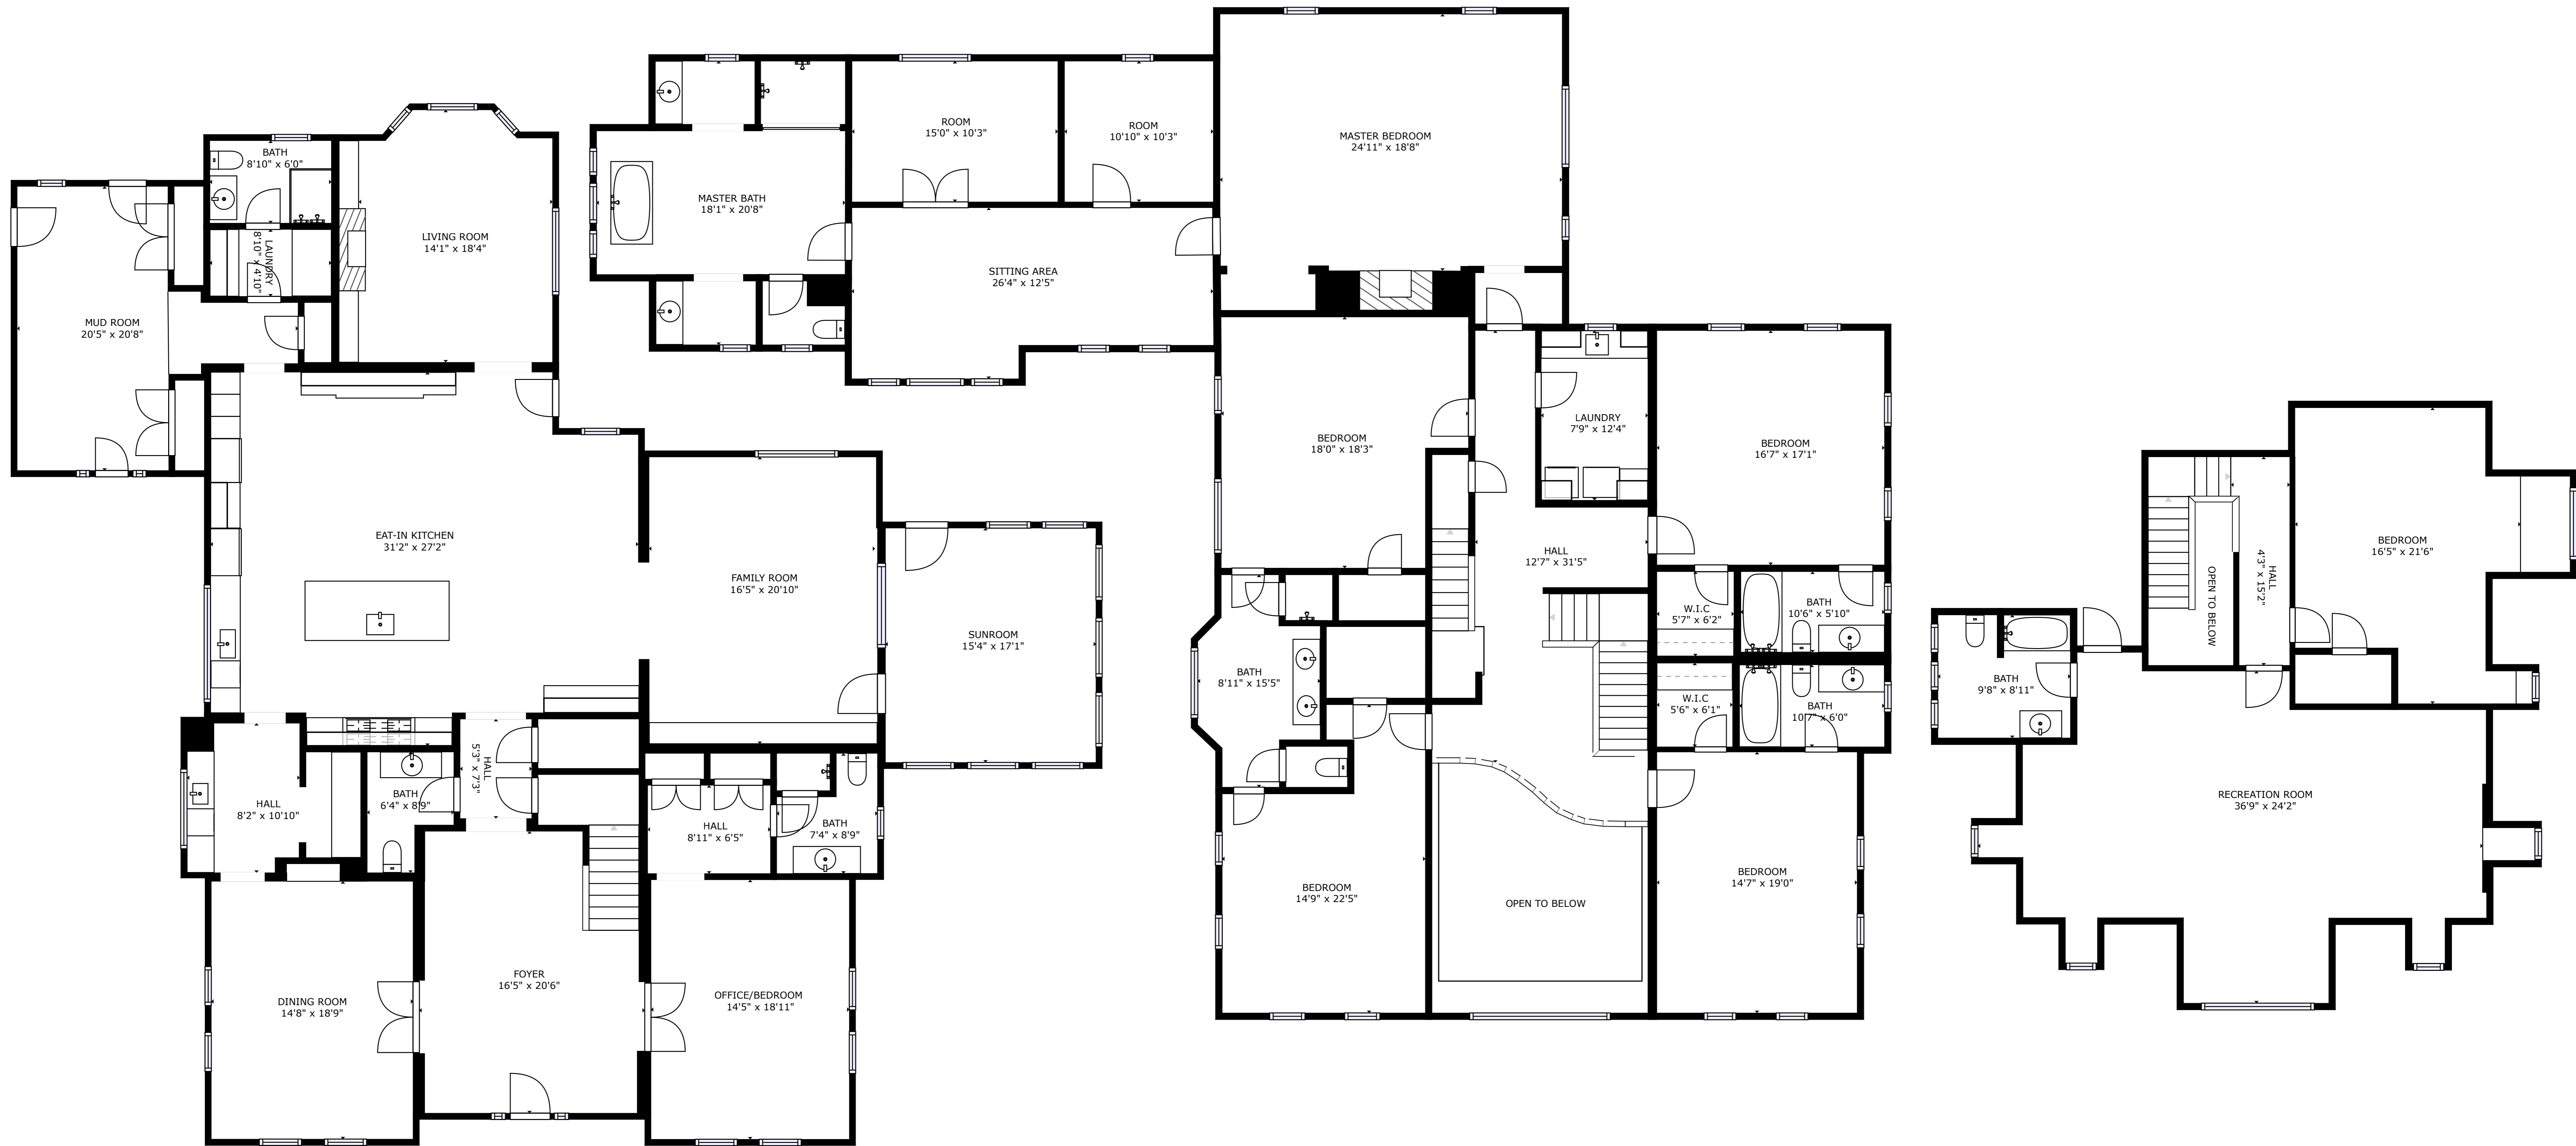 BATH
8'10" x 6'0"
LAUNDRY
8'10" x 4'10"
LIVING ROOM
14'1" x 18'4"
MUD ROOM
20'5" x 20'8"
EAT-IN KITCHEN
31'2" x 27'2"
FAMILY ROOM
16'5" x 20'10"
SUNROOM
15'4" x 17'1"
HALL
5'3" x 7'3"
HALL
8'2" x 10'10"
BATH
6'4" x 8'9"
HALL
8'11" x 6'5"
BATH
7'4" x 8'9"
DINING ROOM
14'8" x 18'9"
FOYER
16'5" x 20'6"
OFFICE/BEDROOM
14'5" x 18'11"
MASTER BATH
18'1" x 20'8"
ROOM
15'0" x 10'3"
ROOM
10'10" x 10'3"
MASTER BEDROOM
24'11" x 18'8"
SITTING AREA
26'4" x 12'5"
BEDROOM
18'0" x 18'3"
LAUNDRY
7'9" x 12'4"
BEDROOM
16'7" x 17'1"
HALL
12'7" x 31'5"
W.I.C
5'7" x 6'2"
BATH
10'6" x 5'10"
BATH
8'11" x 15'5"
W.I.C
5'6" x 6'1"
BATH
10'7" x 6'0"
BEDROOM
14'9" x 22'5"
OPEN TO BELOW
BEDROOM
14'7" x 19'0"
BEDROOM
16'5" x 21'6"
HALL
4'3" x 15'2"
OPEN TO BELOW
BATH
9'8" x 8'11"
RECREATION ROOM
36'9" x 24'2"